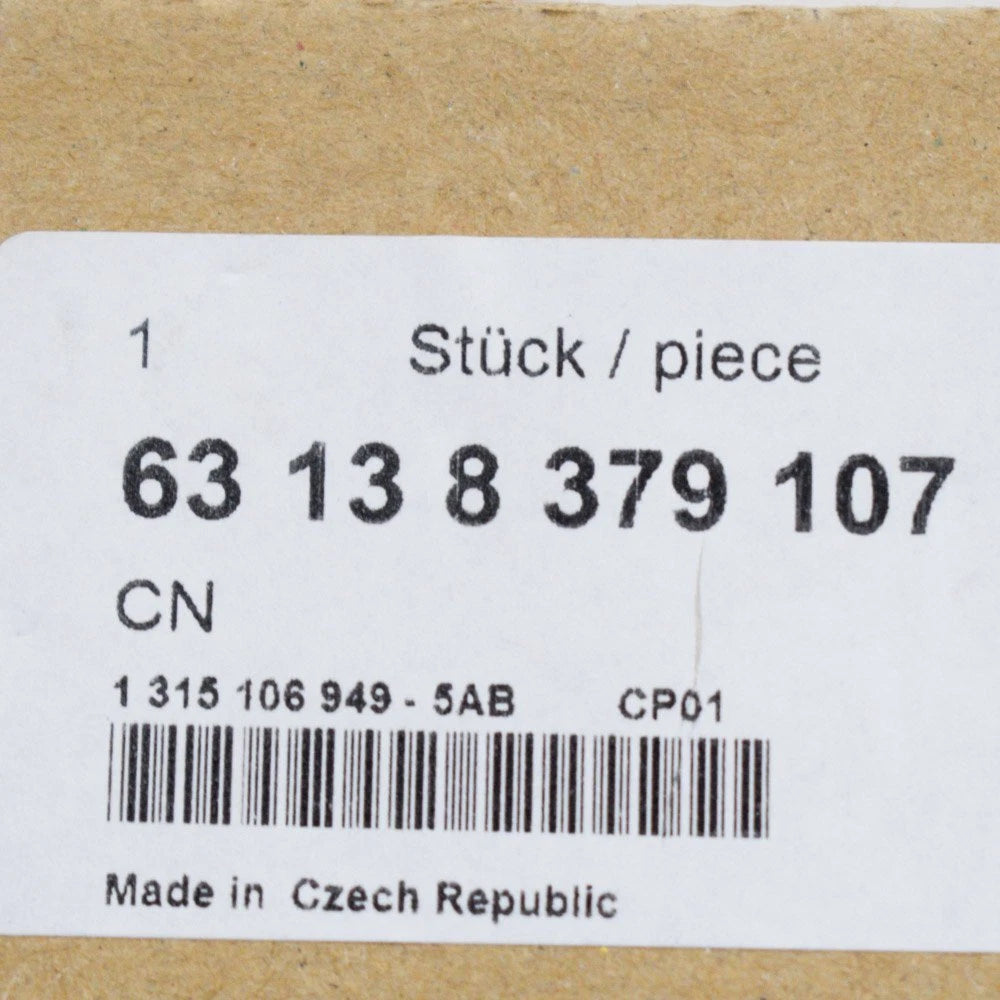 1 Stück / piece
63 13 8 379 107
CN
1 315 106 949 - 5AB CP01
Made in Czech Republic